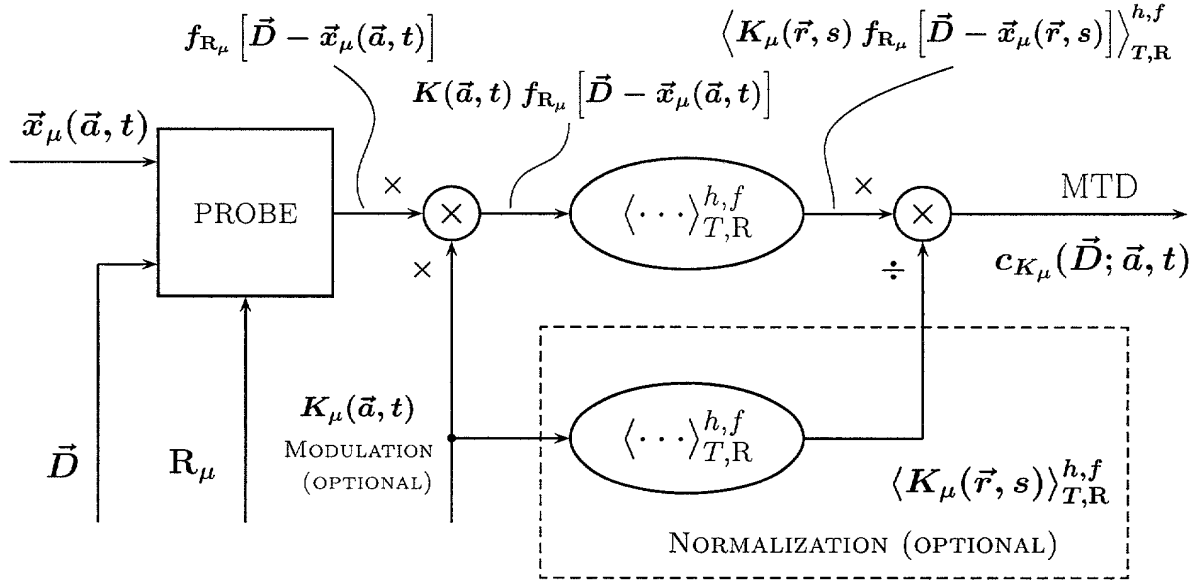 f_{R_μ} [D⃗ − x⃗_μ(a⃗, t)]
⟨K_μ(r⃗, s) f_{R_μ} [D⃗ − x⃗_μ(r⃗, s)]⟩^{h,f}_{T,R}
K(a⃗, t) f_{R_μ} [D⃗ − x⃗_μ(a⃗, t)]
x⃗_μ(a⃗, t)
PROBE
×
×
⟨· · ·⟩^{h,f}_{T,R}
×
×
MTD
×
÷
c_{K_μ}(D⃗; a⃗, t)
D⃗
R_μ
K_μ(a⃗, t)
MODULATION
(OPTIONAL)
⟨· · ·⟩^{h,f}_{T,R}
⟨K_μ(r⃗, s)⟩^{h,f}_{T,R}
NORMALIZATION (OPTIONAL)